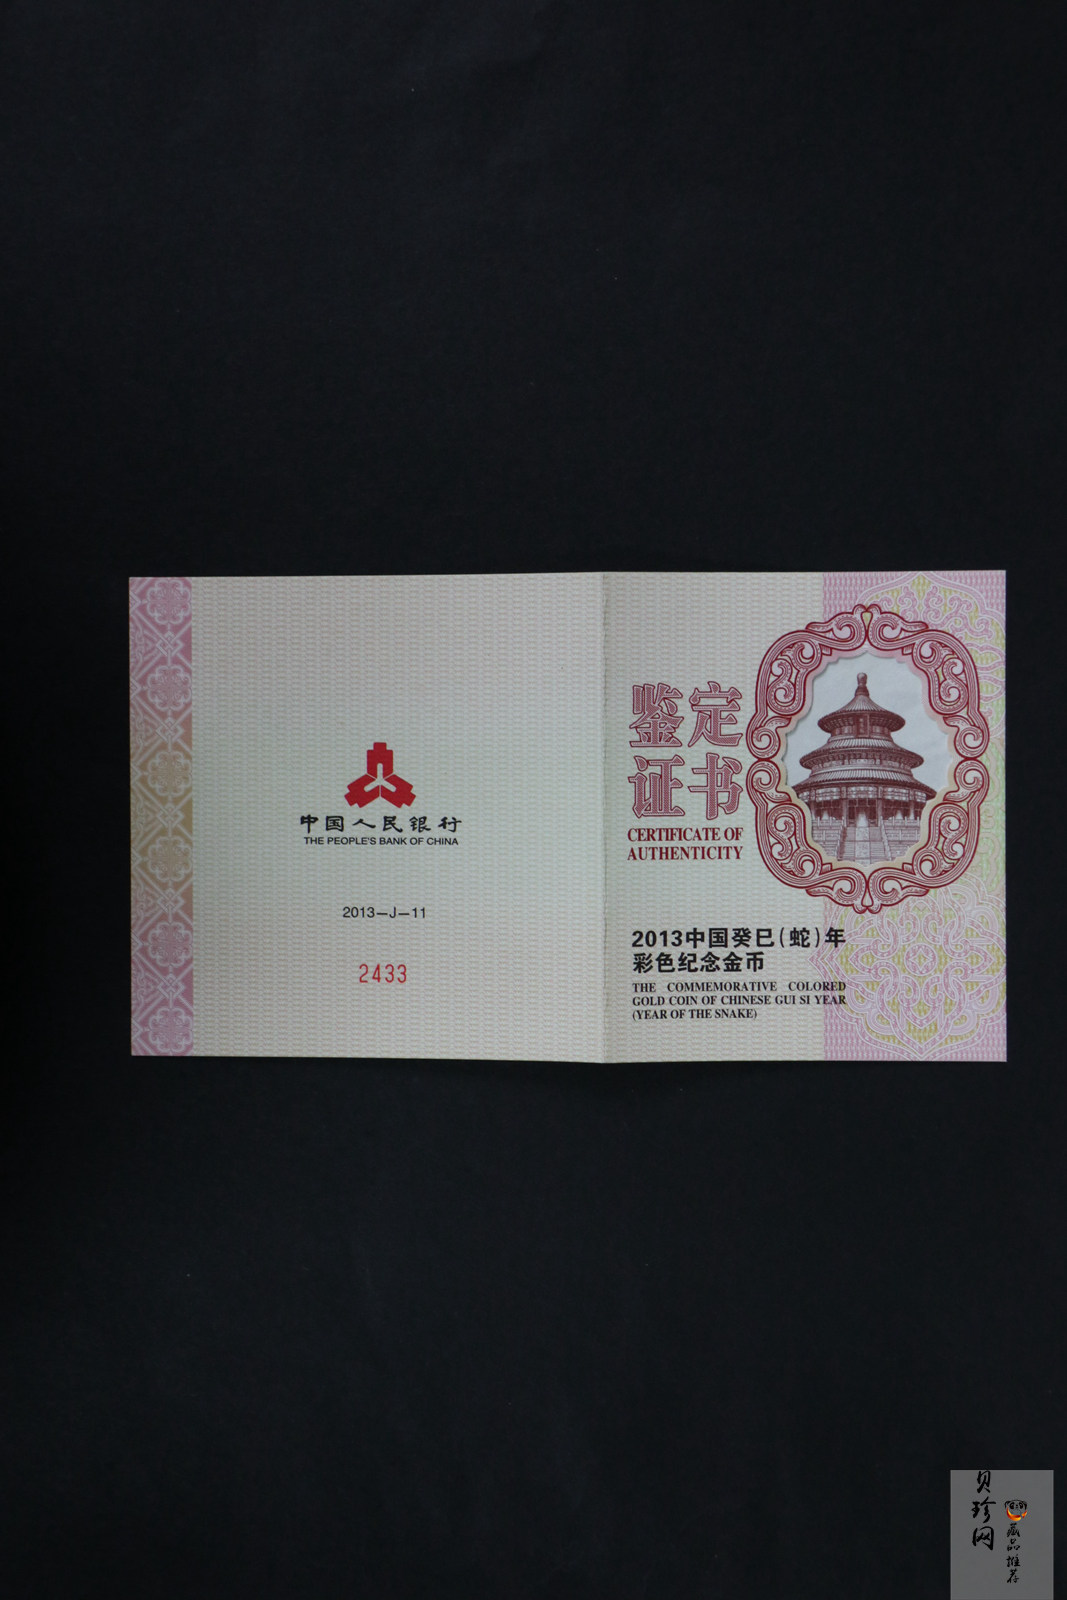 中国人民银行
THE PEOPLE'S BANK OF CHINA
2013—J—11
2433
鉴定
证书
CERTIFICATE OF
AUTHENTICITY
2013中国癸巳(蛇)年
彩色纪念金币
THE COMMEMORATIVE COLORED
GOLD COIN OF CHINESE GUI SI YEAR
(YEAR OF THE SNAKE)
贝珍网
藏品推荐